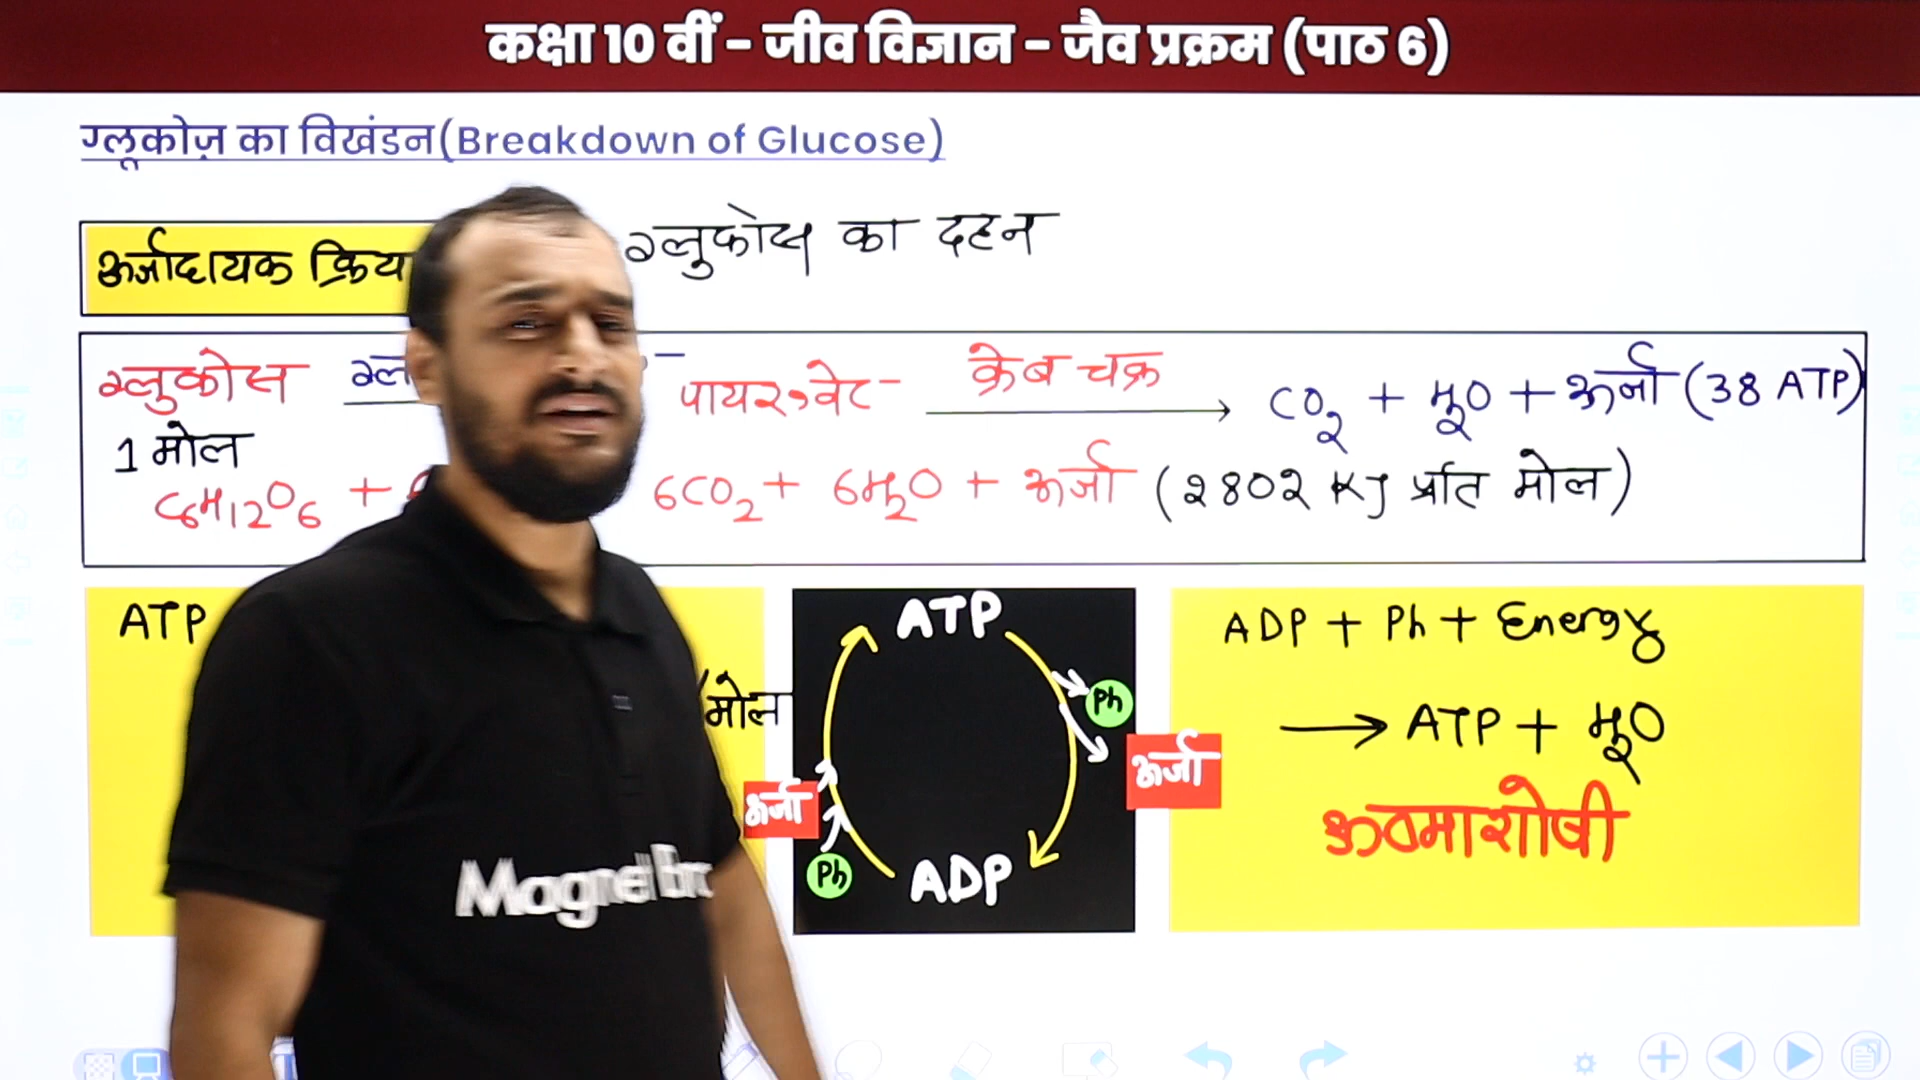 कक्षा 10 वीं - जीव विज्ञान - जैव प्रक्रम (पाठ 6)
ग्लूकोज़ का विखंडन(Breakdown of Glucose)
ऊर्जादायक ग्लुकोस का दहन
ग्लुकोस पायरुवेट क्रेब चक्र CO2 + H2O + ऊर्जा (38 ATP)
1 मोल
C6H12O6 + 6CO2 + 6H2O + ऊर्जा (2802 KJ प्रति मोल)
ATP
/मोल
ATP
Ph
ऊर्जा
ऊर्जा
Ph
ADP
ADP + Ph + Energy
→ ATP + H2O
ऊष्माशोषी